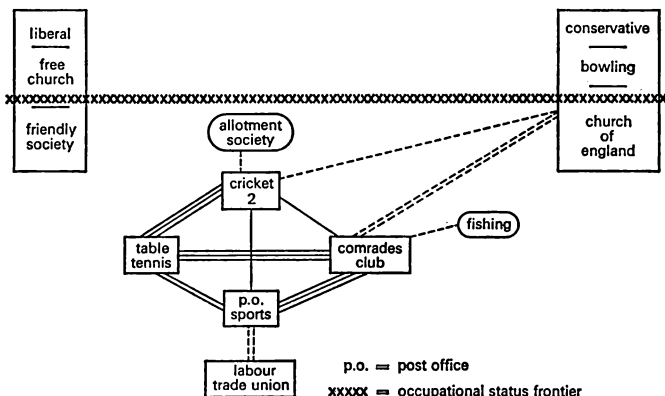 liberal
free
church
friendly
society
conservative
bowling
church
of
england
allotment
society
cricket
2
fishing
table
tennis
comrades
club
p.o.
sports
labour
trade union
p.o. = post office
xxxxx = occupational status frontier